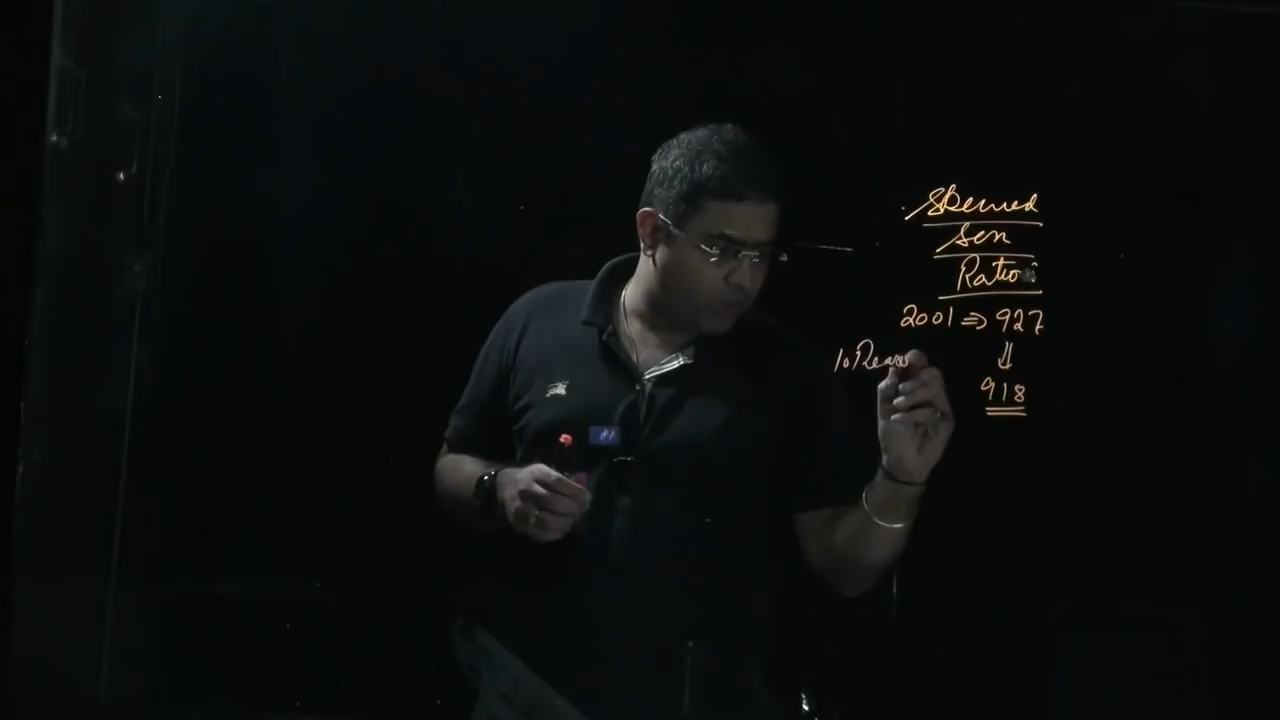 Skewed
Sex
Ratio
2001 ⇒ 927
10 Years
⇓
918